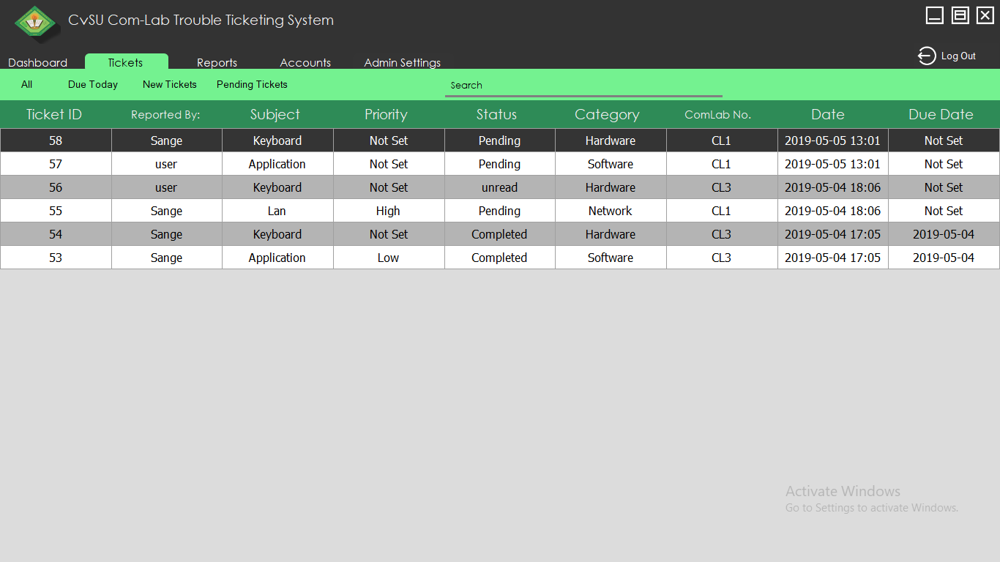 CvSU Com-Lab Trouble Ticketing System
Dashboard Tickets Reports Accounts Admin Settings Log Out
All Due Today New Tickets Pending Tickets Search
Ticket ID Reported By: Subject Priority Status Category ComLab No. Date Due Date
58 Sange Keyboard Not Set Pending Hardware CL1 2019-05-05 13:01 Not Set
57 user Application Not Set Pending Software CL1 2019-05-05 13:01 Not Set
56 user Keyboard Not Set unread Hardware CL3 2019-05-04 18:06 Not Set
55 Sange Lan High Pending Network CL1 2019-05-04 18:06 Not Set
54 Sange Keyboard Not Set Completed Hardware CL3 2019-05-04 17:05 2019-05-04
53 Sange Application Low Completed Software CL3 2019-05-04 17:05 2019-05-04
Activate Windows
Go to Settings to activate Windows.